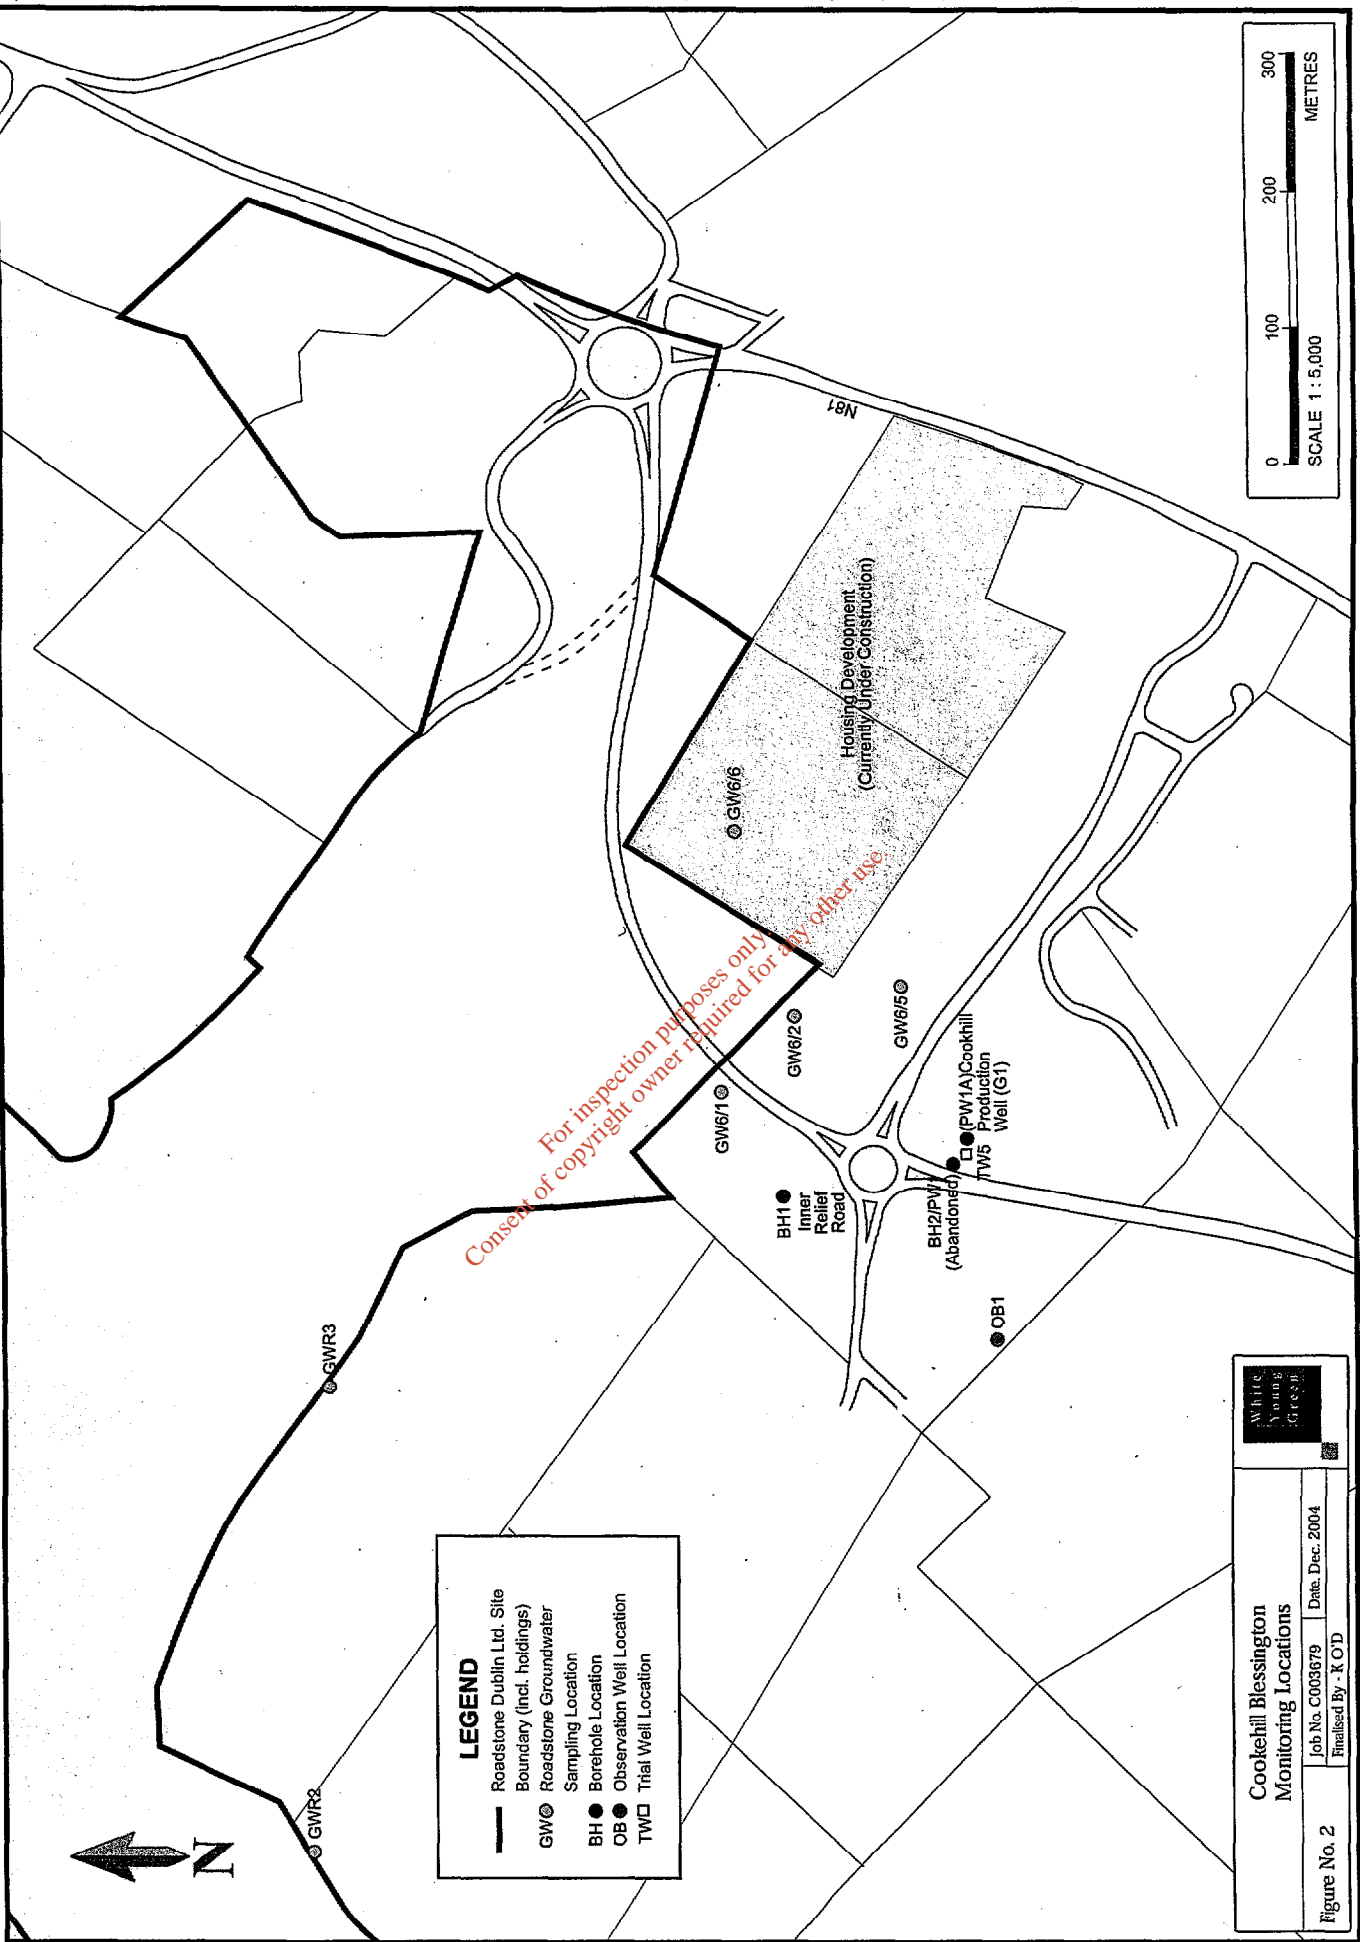 GWR2
GWR3
N
LEGEND
Roadstone Dublin Ltd. Site
Boundary (incl. holdings)
GW Roadstone Groundwater
Sampling Location
BH Borehole Location
OB Observation Well Location
TW Trial Well Location
For inspection purposes only.
Consent of copyright owner required for any other use.
GW6/1
GW6/2
GW6/5
GW6/6
BH1
Inner
Relief
Road
BH2/PW1
(Abandoned)
(PW1A)Cookhill
TW5 Production
Well (G1)
OB1
Housing Development
(Currently Under Construction)
N81
0 100 200 300
SCALE 1 : 5,000 METRES
White
Young
Green
Cookehill Blessington
Monitoring Locations
Figure No. 2
Job No. C003679
Date. Dec. 2004
Finalised By - K O'D